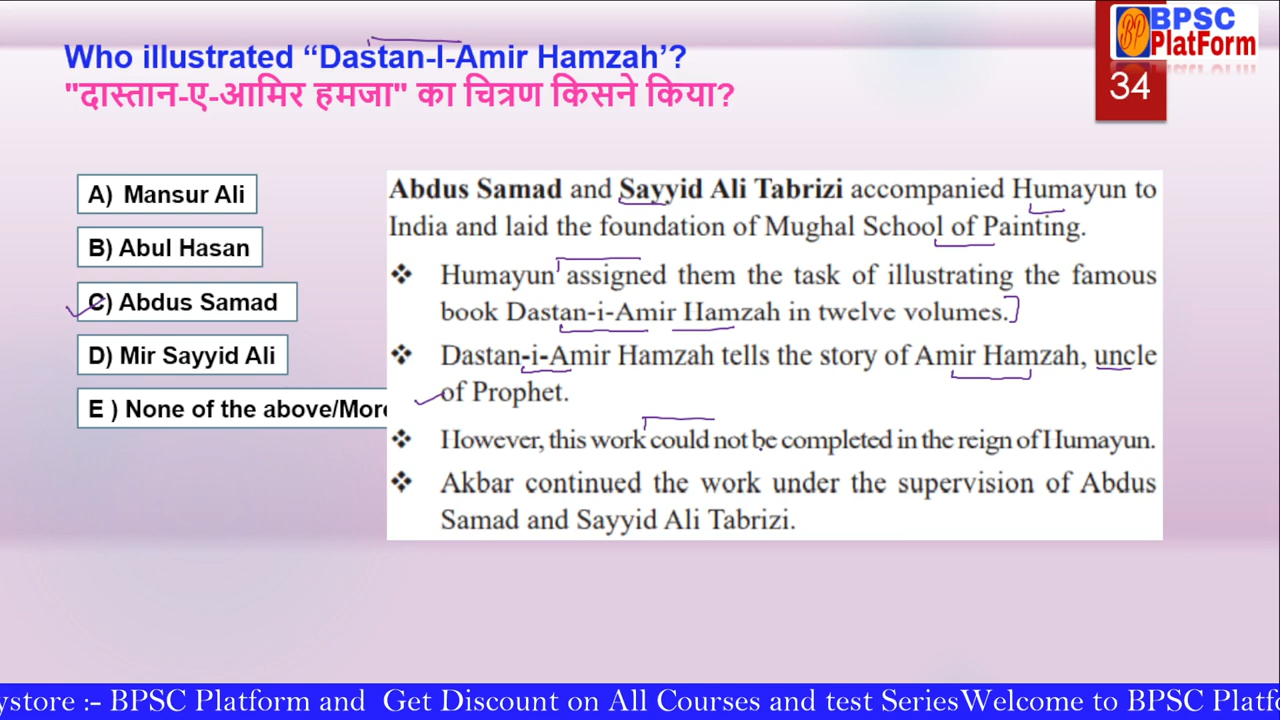 BPSC
PlatForm
BP
34
Who illustrated “Dastan-I-Amir Hamzah’?
"दास्तान-ए-आमिर हमजा" का चित्रण किसने किया?
A) Mansur Ali
B) Abul Hasan
C) Abdus Samad
D) Mir Sayyid Ali
E ) None of the above/More
Abdus Samad and Sayyid Ali Tabrizi accompanied Humayun to
India and laid the foundation of Mughal School of Painting.
❖ Humayun assigned them the task of illustrating the famous
book Dastan-i-Amir Hamzah in twelve volumes.
❖ Dastan-i-Amir Hamzah tells the story of Amir Hamzah, uncle
of Prophet.
❖ However, this work could not be completed in the reign of Humayun.
❖ Akbar continued the work under the supervision of Abdus
Samad and Sayyid Ali Tabrizi.
ystore :- BPSC Platform and Get Discount on All Courses and test SeriesWelcome to BPSC Platf